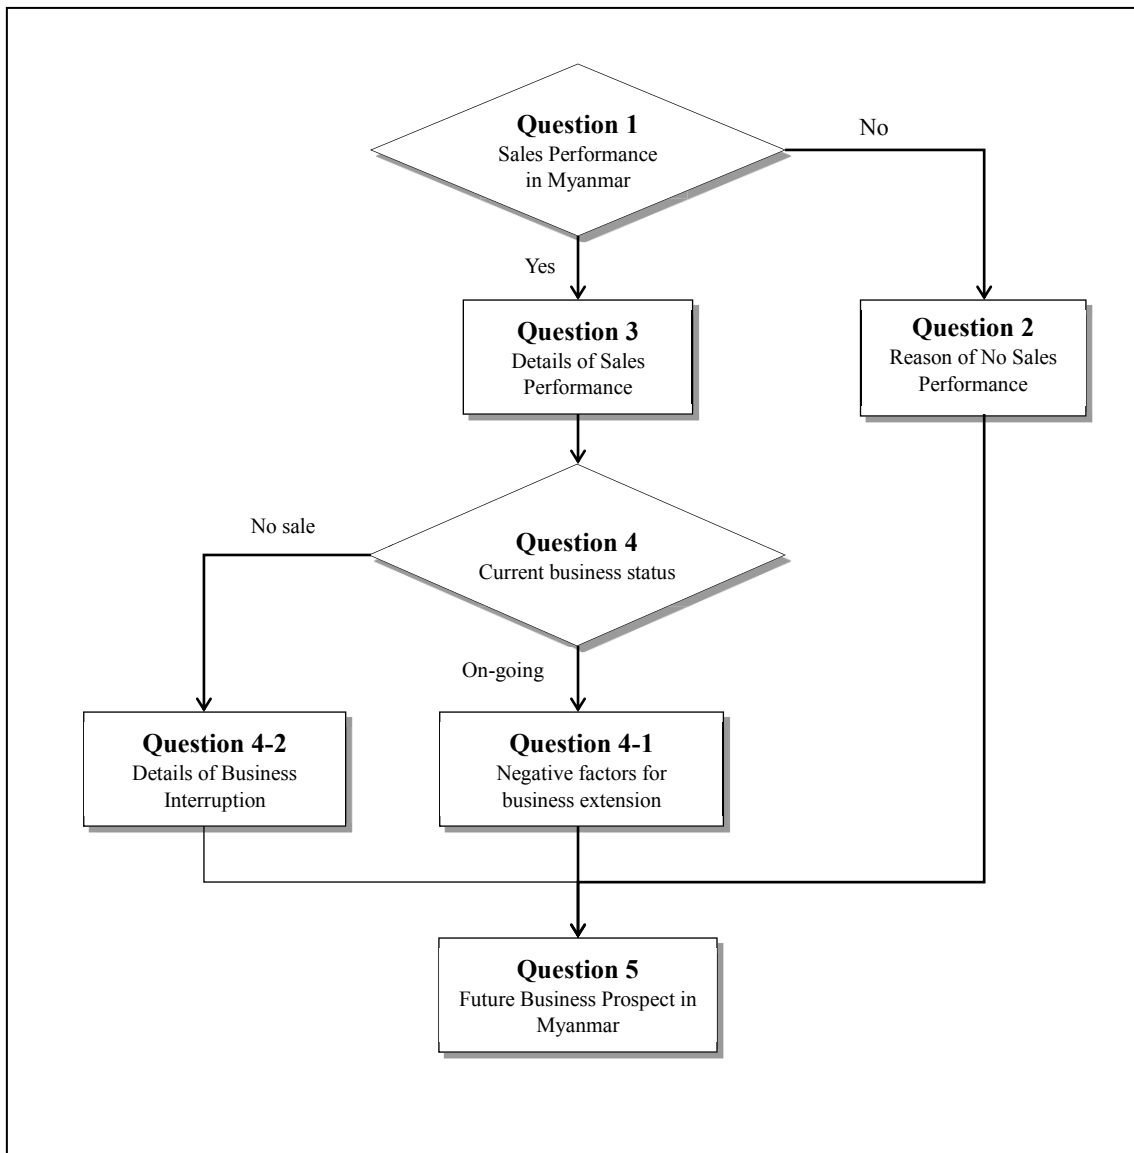 Question 1
Sales Performance
in Myanmar
No
Yes
Question 3
Details of Sales
Performance
Question 2
Reason of No Sales
Performance
No sale
Question 4
Current business status
On-going
Question 4-2
Details of Business
Interruption
Question 4-1
Negative factors for
business extension
Question 5
Future Business Prospect in
Myanmar